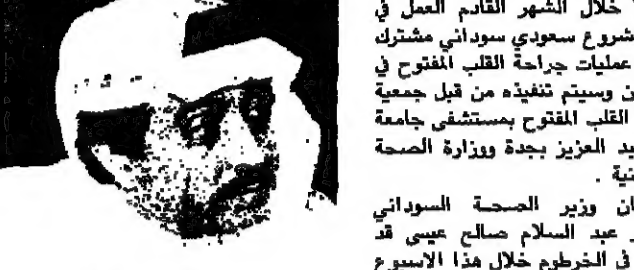 خلال الشهر القادم العمل في
شروع سعودي سوداني مشترك
عمليات جراحة القلب المفتوح في
ن وسيتم تنفيذه من قبل جمعية
القلب المفتوح بمستشفى جامعة
بد العزيز بجدة ووزارة الصحة
نية .
ان وزير الصحة السوداني
عبد السلام صالح عيسى قد
في الخرطوم خلال هذا الاسبوع